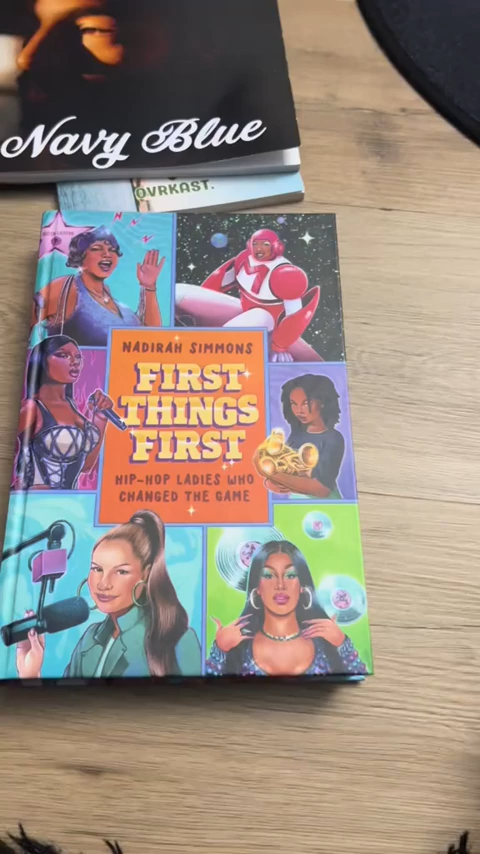 Navy Blue
OVRKAST.
NADIRAH SIMMONS
FIRST
THINGS
FIRST
HIP-HOP LADIES WHO
CHANGED THE GAME